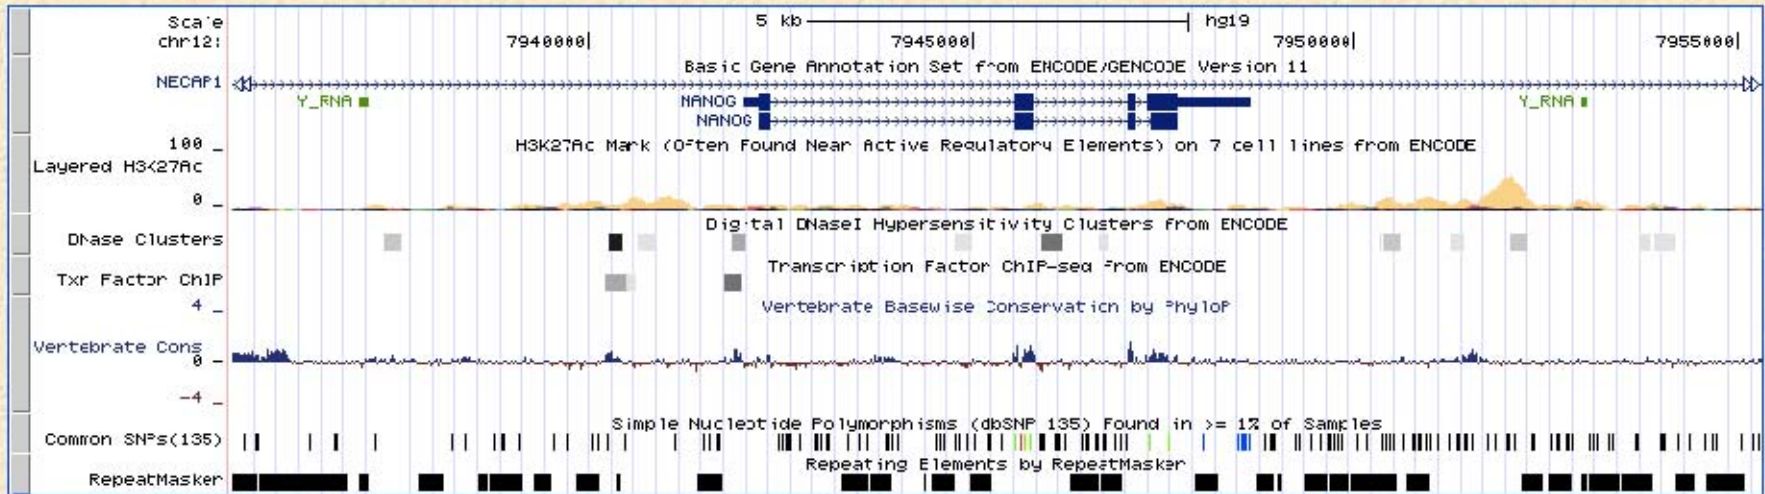 Scale 5 kb hg19
chr12: 7940000| 7945000| 7950000| 7955000|
Basic Gene Annotation Set from ENCODE/GENCODE Version 11
NECAP1
Y_RNA NANOG Y_RNA
NANOG
100 _ H3K27Ac Mark (Often Found Near Active Regulatory Elements) on 7 cell lines from ENCODE
Layered H3K27Ac
0 _
Digital DNaseI Hypersensitivity Clusters from ENCODE
DNase Clusters
Transcription Factor ChIP-seq from ENCODE
Txn Factor ChIP
4 _ Vertebrate Basewise Conservation by PhyloP
Vertebrate Cons
0 _
-4 _
Simple Nucleotide Polymorphisms (dbSNP 135) Found in >= 1% of Samples
Common SNPs(135)
Repeating Elements by RepeatMasker
RepeatMasker